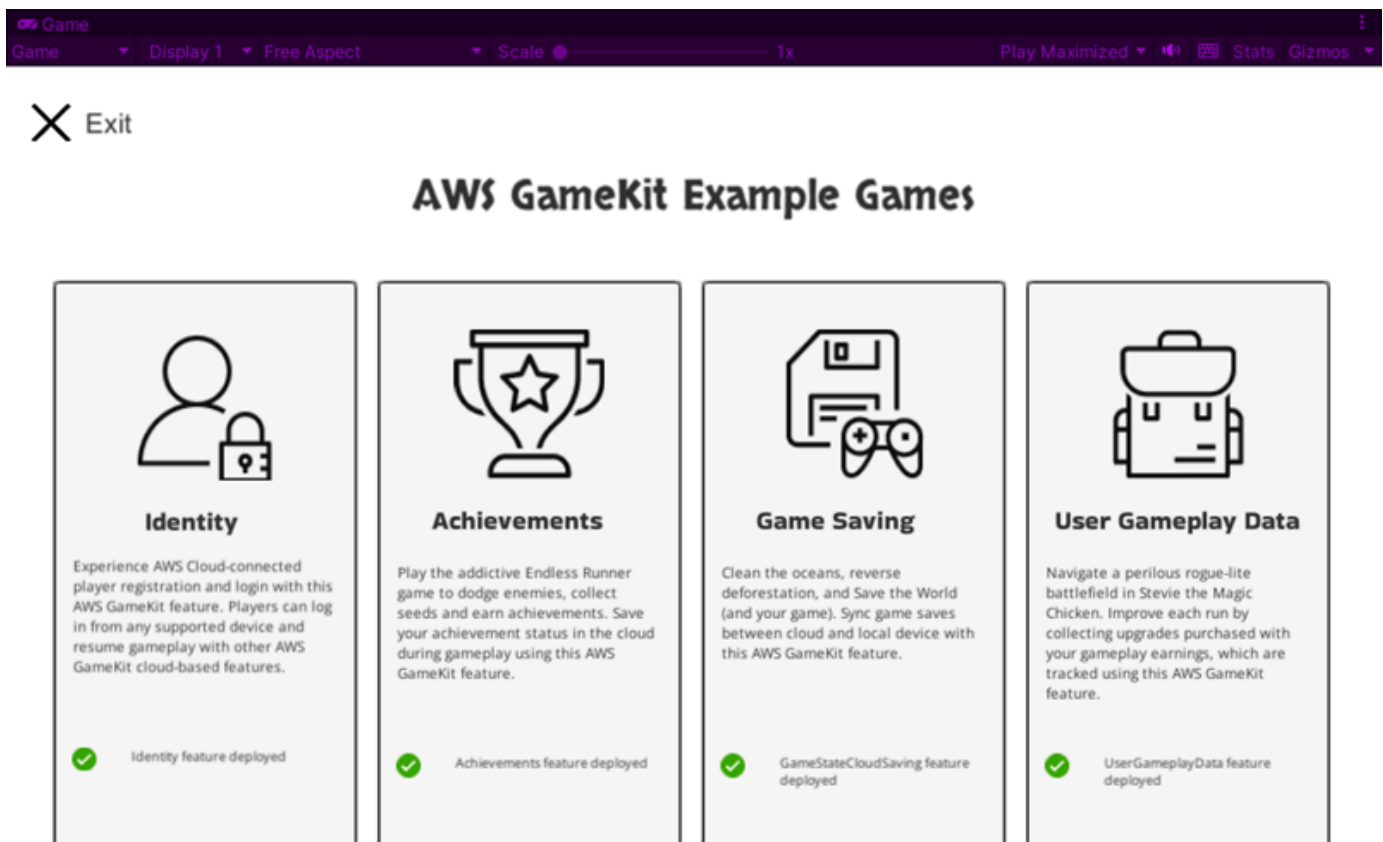 Game
Game Display 1 Free Aspect Scale 1x Play Maximized Stats Gizmos
Exit
AWS GameKit Example Games
Identity
Experience AWS Cloud-connected
player registration and login with this
AWS GameKit feature. Players can log
in from any supported device and
resume gameplay with other AWS
GameKit cloud-based features.
Identity feature deployed
Achievements
Play the addictive Endless Runner
game to dodge enemies, collect
seeds and earn achievements. Save
your achievement status in the cloud
during gameplay using this AWS
GameKit feature.
Achievements feature deployed
Game Saving
Clean the oceans, reverse
deforestation, and Save the World
(and your game). Sync game saves
between cloud and local device with
this AWS GameKit feature.
GameStateCloudSaving feature
deployed
User Gameplay Data
Navigate a perilous rogue-lite
battlefield in Stevie the Magic
Chicken. Improve each run by
collecting upgrades purchased with
your gameplay earnings, which are
tracked using this AWS GameKit
feature.
UserGameplayData feature
deployed